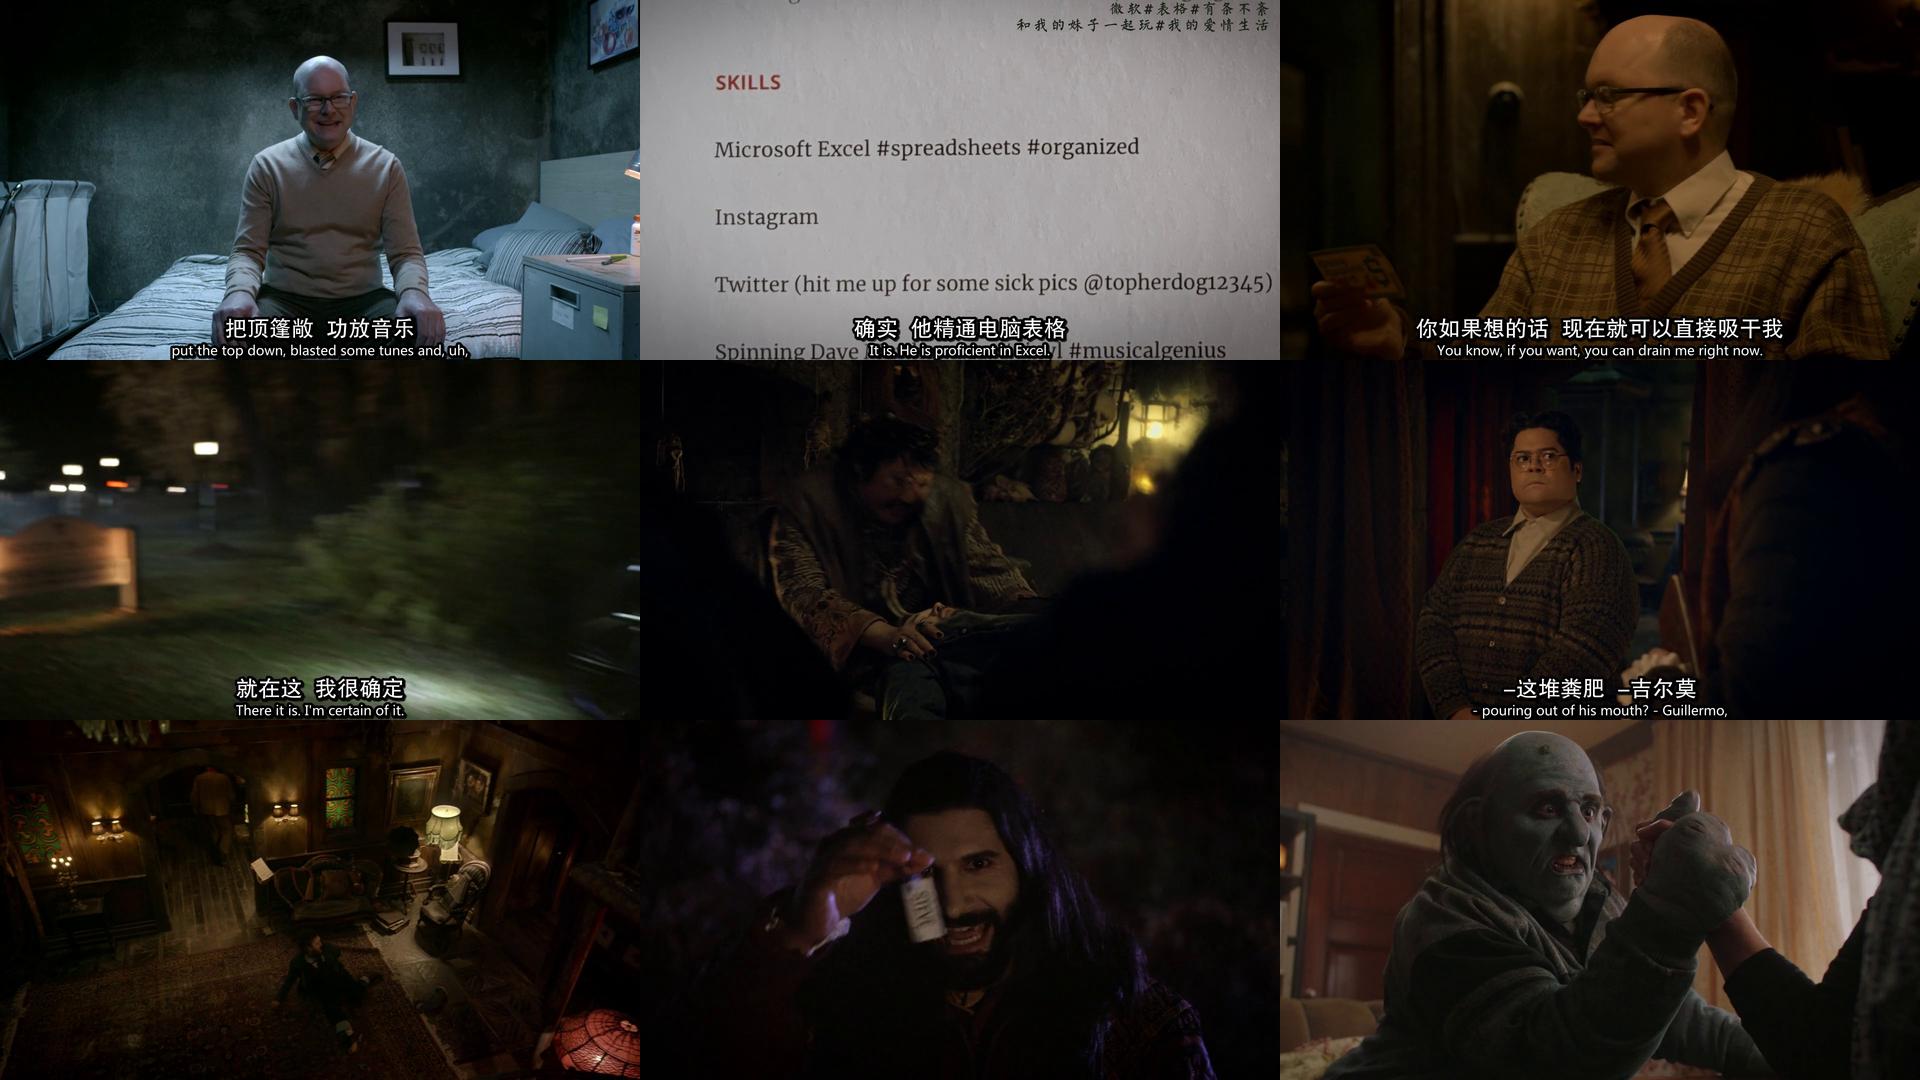 把顶篷敞 功放音乐
put the top down, blasted some tunes and, uh,
微软#表格#有条不紊
和我的妹子一起玩#我的爱情生活
SKILLS
Microsoft Excel #spreadsheets #organized
Instagram
Twitter (hit me up for some sick pics @topherdog12345)
Spinning Dave
#musicalgenius
确实 他精通电脑表格
It is. He is proficient in Excel.
你如果想的话 现在就可以直接吸干我
You know, if you want, you can drain me right now.
就在这 我很确定
There it is. I'm certain of it.
–这堆粪肥 –吉尔莫
- pouring out of his mouth? - Guillermo,